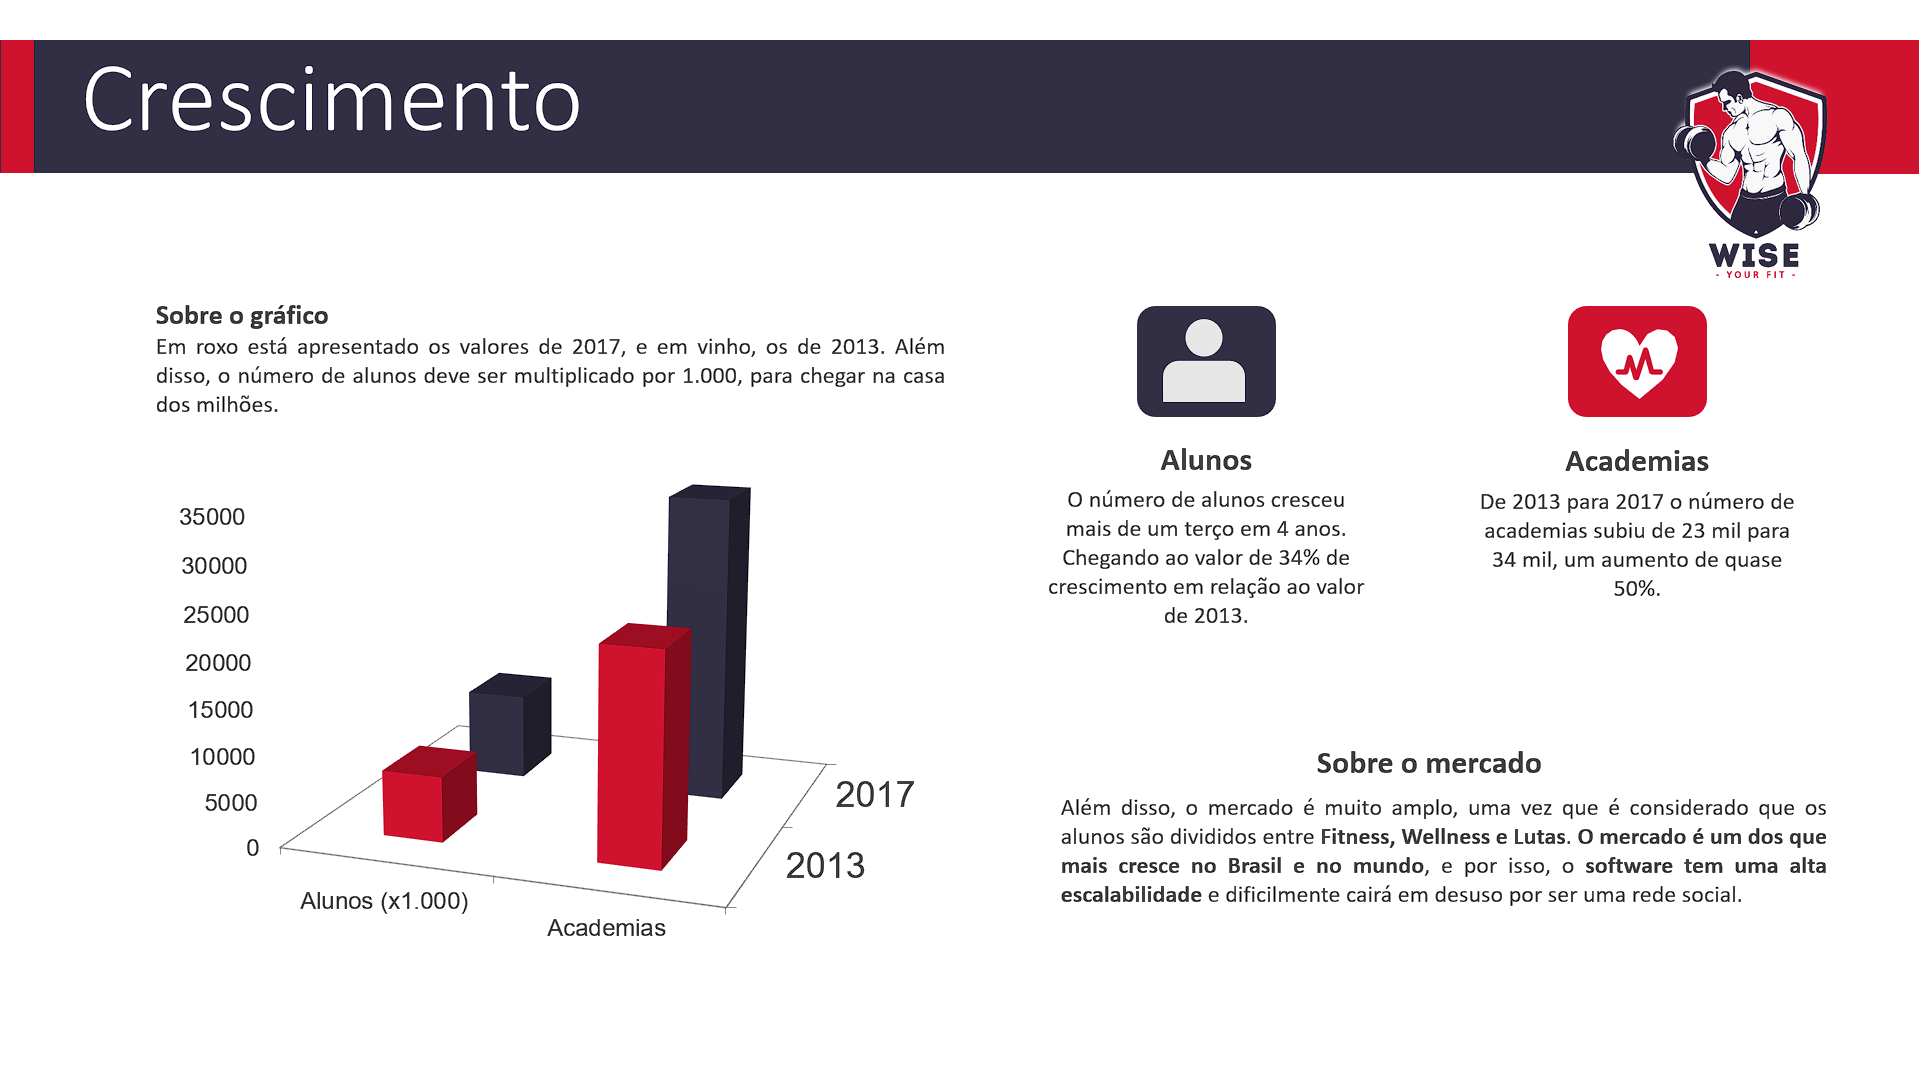 Crescimento
WISE
- YOUR FIT -
Sobre o gráfico
Em roxo está apresentado os valores de 2017, e em vinho, os de 2013. Além
disso, o número de alunos deve ser multiplicado por 1.000, para chegar na casa
dos milhões.
35000
30000
25000
20000
15000
10000
5000
0
2017
2013
Alunos (x1.000)
Academias
Alunos
O número de alunos cresceu
mais de um terço em 4 anos.
Chegando ao valor de 34% de
crescimento em relação ao valor
de 2013.
Academias
De 2013 para 2017 o número de
academias subiu de 23 mil para
34 mil, um aumento de quase
50%.
Sobre o mercado
Além disso, o mercado é muito amplo, uma vez que é considerado que os
alunos são divididos entre Fitness, Wellness e Lutas. O mercado é um dos que
mais cresce no Brasil e no mundo, e por isso, o software tem uma alta
escalabilidade e dificilmente cairá em desuso por ser uma rede social.